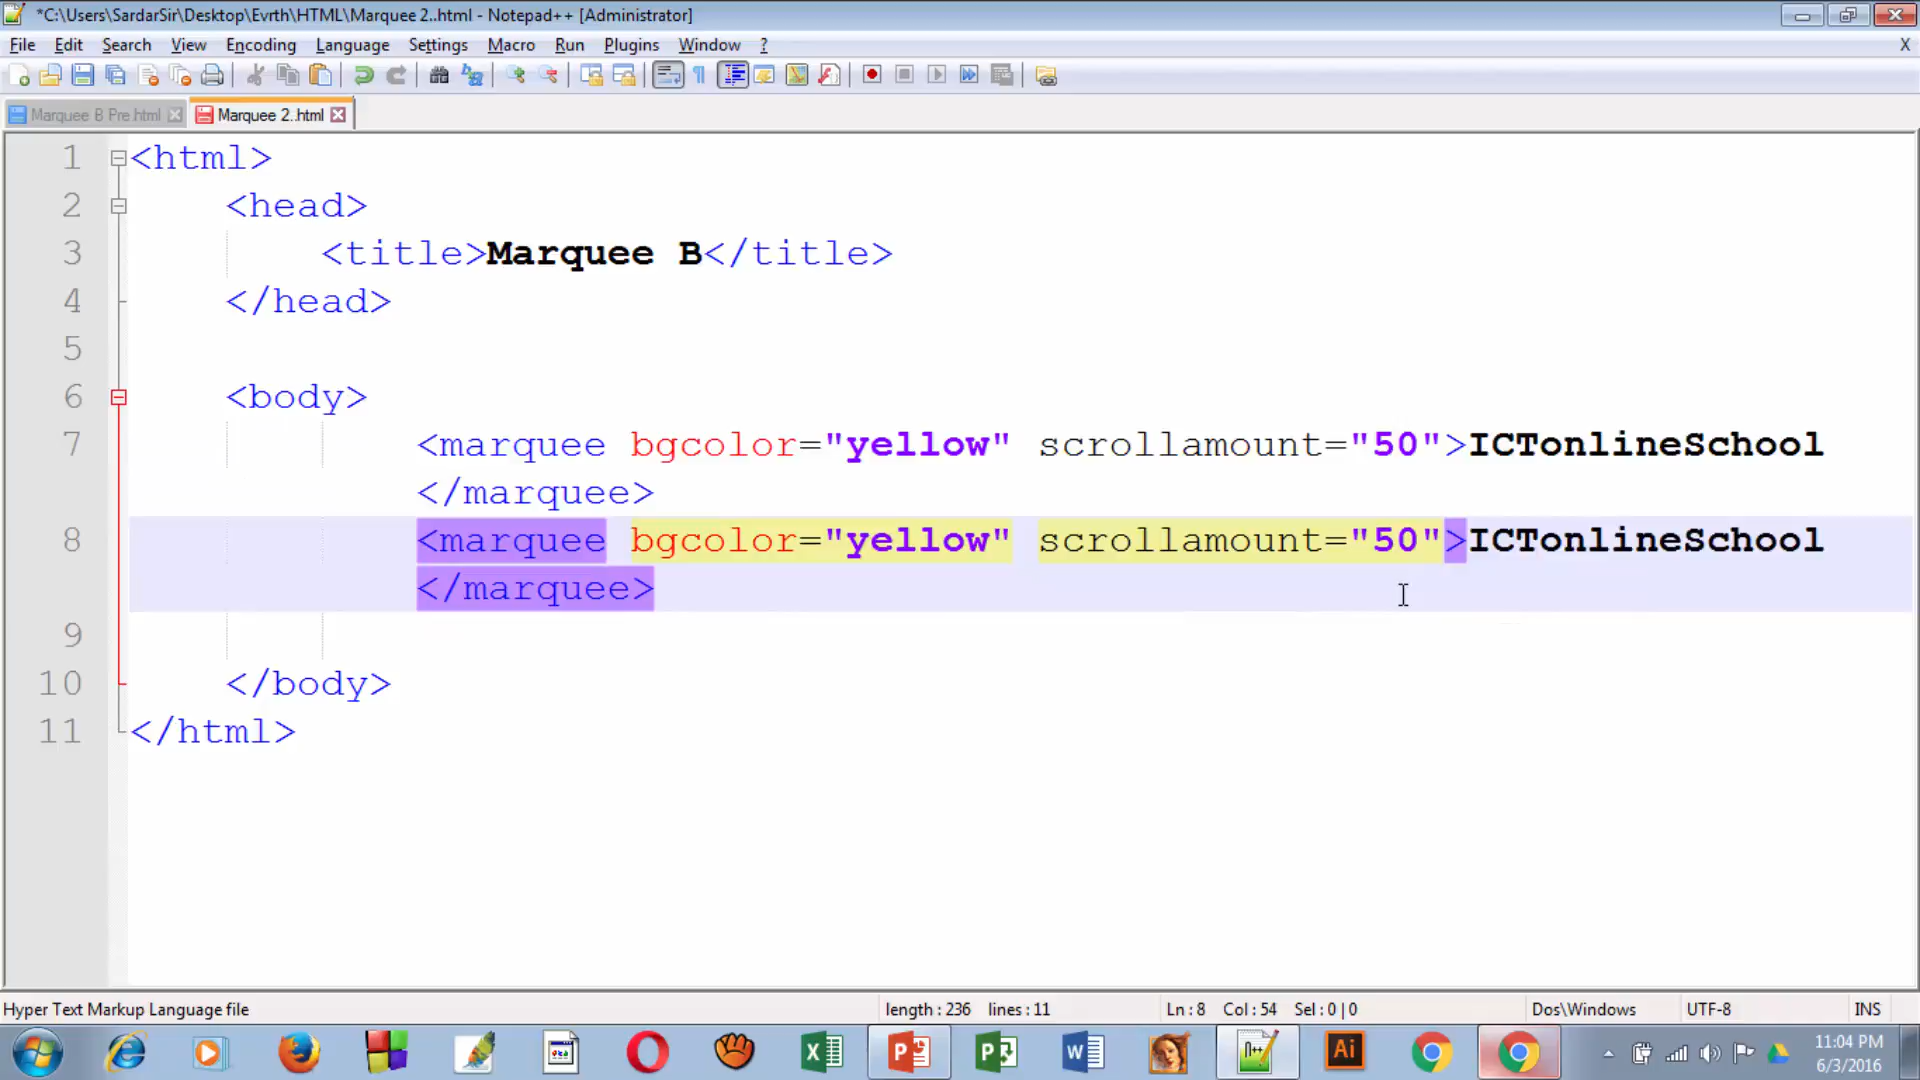 *C:\Users\SardarSir\Desktop\Evrth\HTML\Marquee 2..html - Notepad++ [Administrator]
File Edit Search View Encoding Language Settings Macro Run Plugins Window ? X
Marquee B Pre.html Marquee 2..html
1 <html>
2 <head>
3 <title>Marquee B</title>
4 </head>
5
6 <body>
7 <marquee bgcolor="yellow" scrollamount="50">ICTonlineSchool
</marquee>
8 <marquee bgcolor="yellow" scrollamount="50">ICTonlineSchool
</marquee>
9
10 </body>
11 </html>
Hyper Text Markup Language file length : 236 lines : 11 Ln : 8 Col : 54 Sel : 0 | 0 Dos\Windows UTF-8 INS
11:04 PM
6/3/2016